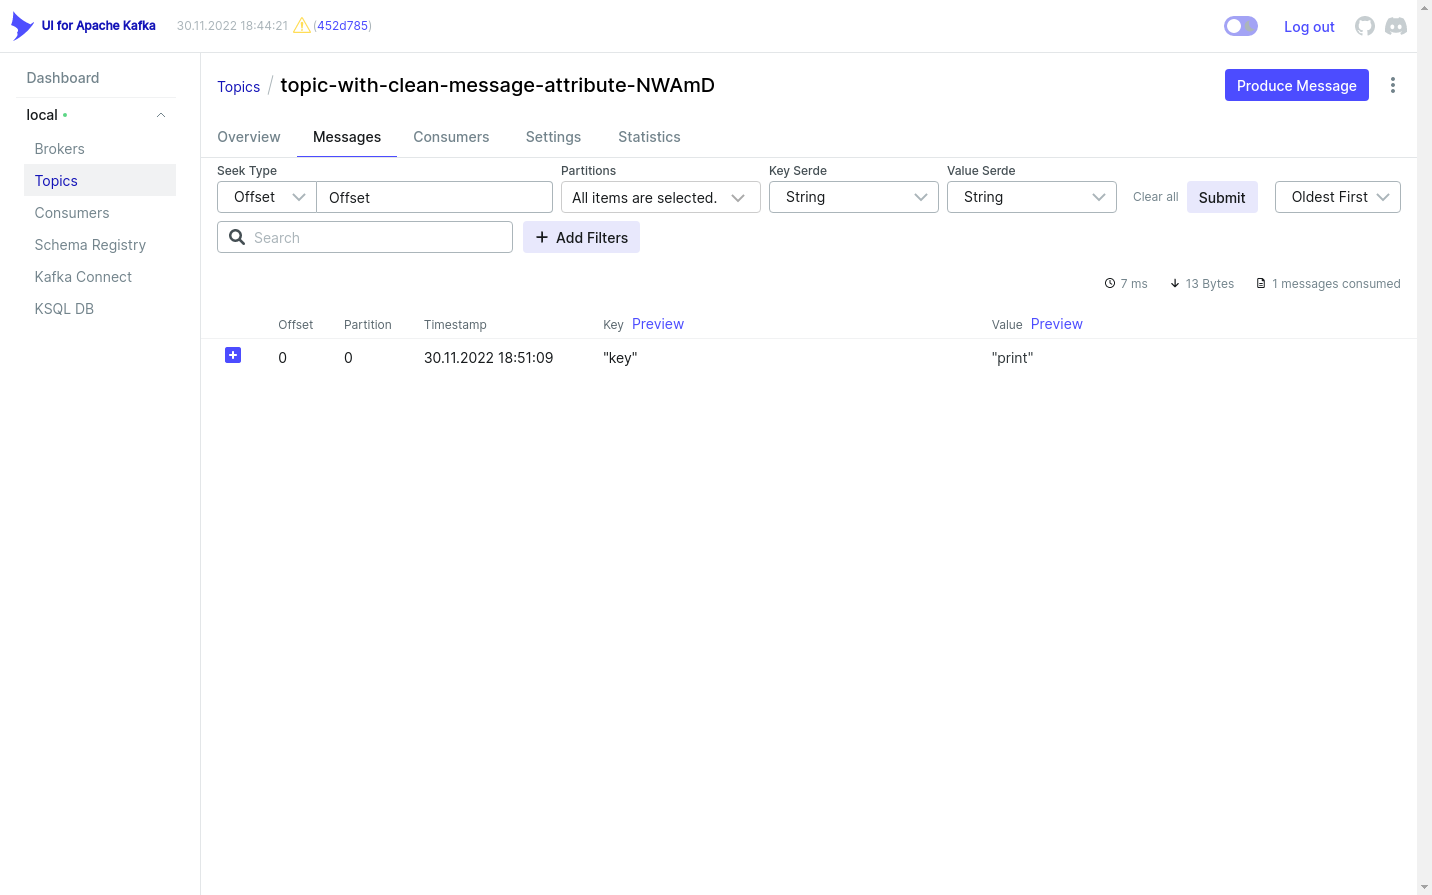 UI for Apache Kafka 30.11.2022 18:44:21 (452d785) Log out
Dashboard
local
Brokers
Topics
Consumers
Schema Registry
Kafka Connect
KSQL DB
Topics / topic-with-clean-message-attribute-NWAmD Produce Message
Overview Messages Consumers Settings Statistics
Seek Type Partitions Key Serde Value Serde
Offset Offset All items are selected. String String Clear all Submit Oldest First
Search Add Filters
7 ms 13 Bytes 1 messages consumed
Offset Partition Timestamp Key Preview Value Preview
0 0 30.11.2022 18:51:09 "key" "print"